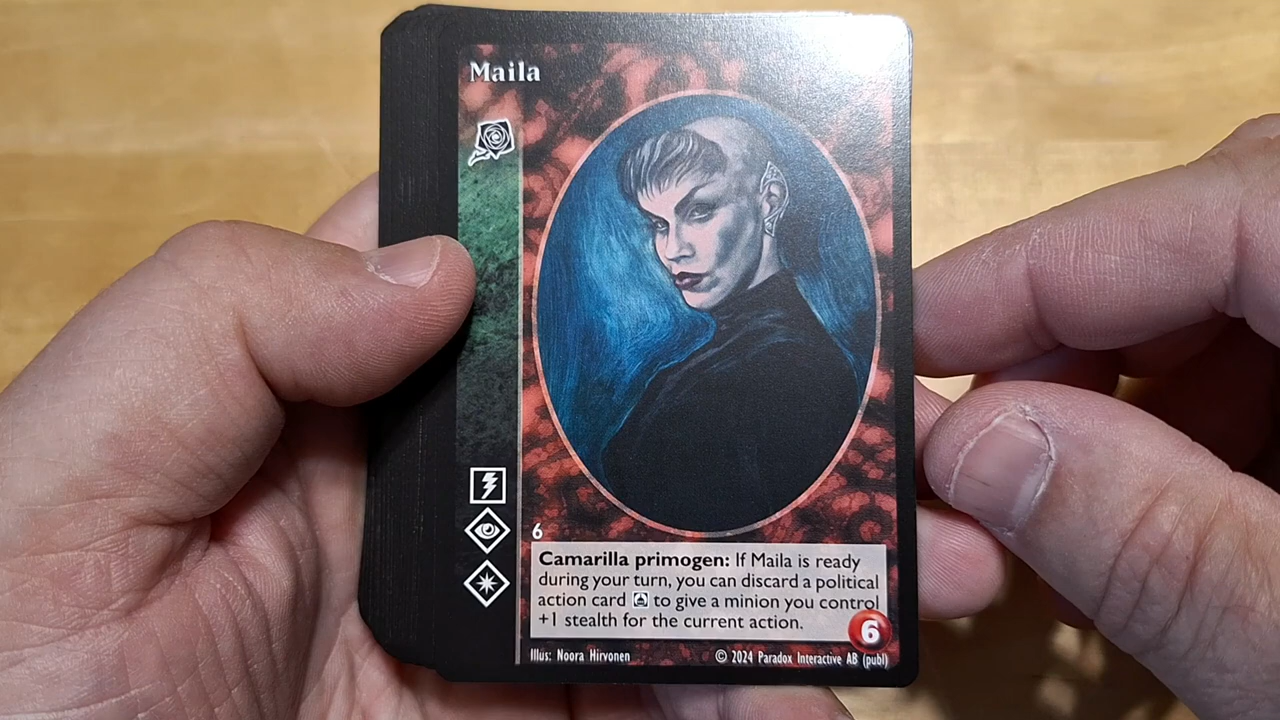 Maila
6
Camarilla primogen: If Maila is ready
during your turn, you can discard a political
action card to give a minion you control
+1 stealth for the current action.
6
Illus: Noora Hirvonen
© 2024 Paradox Interactive AB (publ)